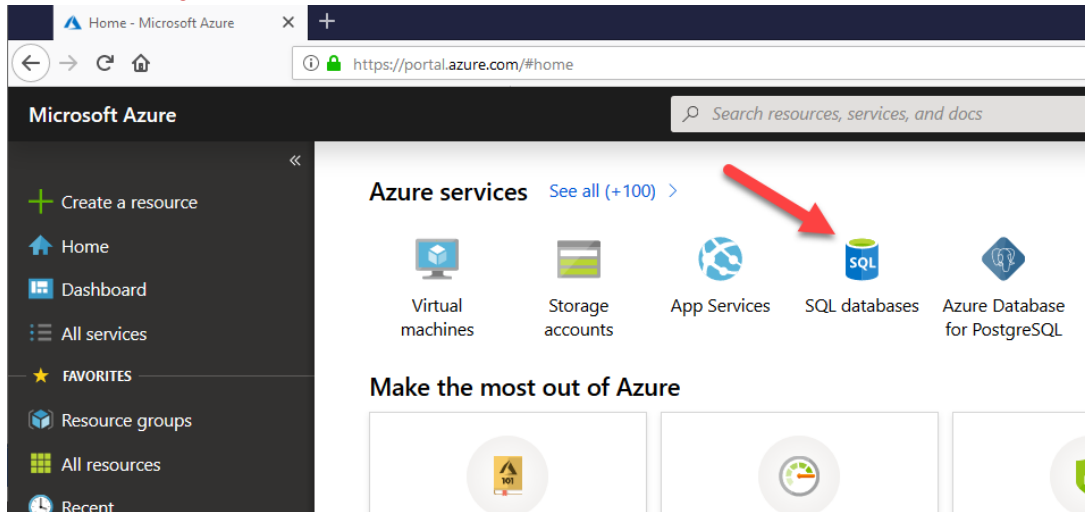 Home - Microsoft Azure
https://portal.azure.com/#home
Microsoft Azure
Search resources, services, and docs
Create a resource
Home
Dashboard
All services
FAVORITES
Resource groups
All resources
Recent
Azure services See all (+100)
Virtual
machines
Storage
accounts
App Services
SQL
SQL databases
Azure Database
for PostgreSQL
Make the most out of Azure
101